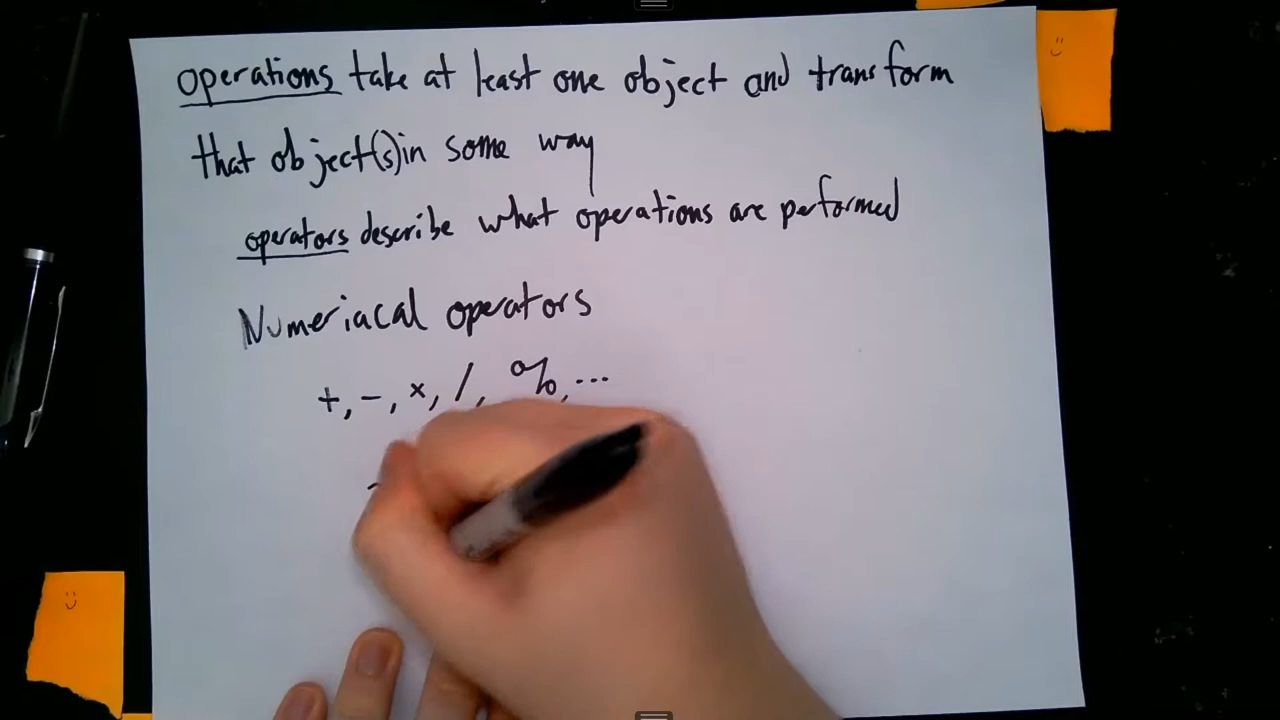 operations take at least one object and transform
that object(s) in some way
operators describe what operations are performed
Numeriacal operators
+, -, ×, /, %, ...